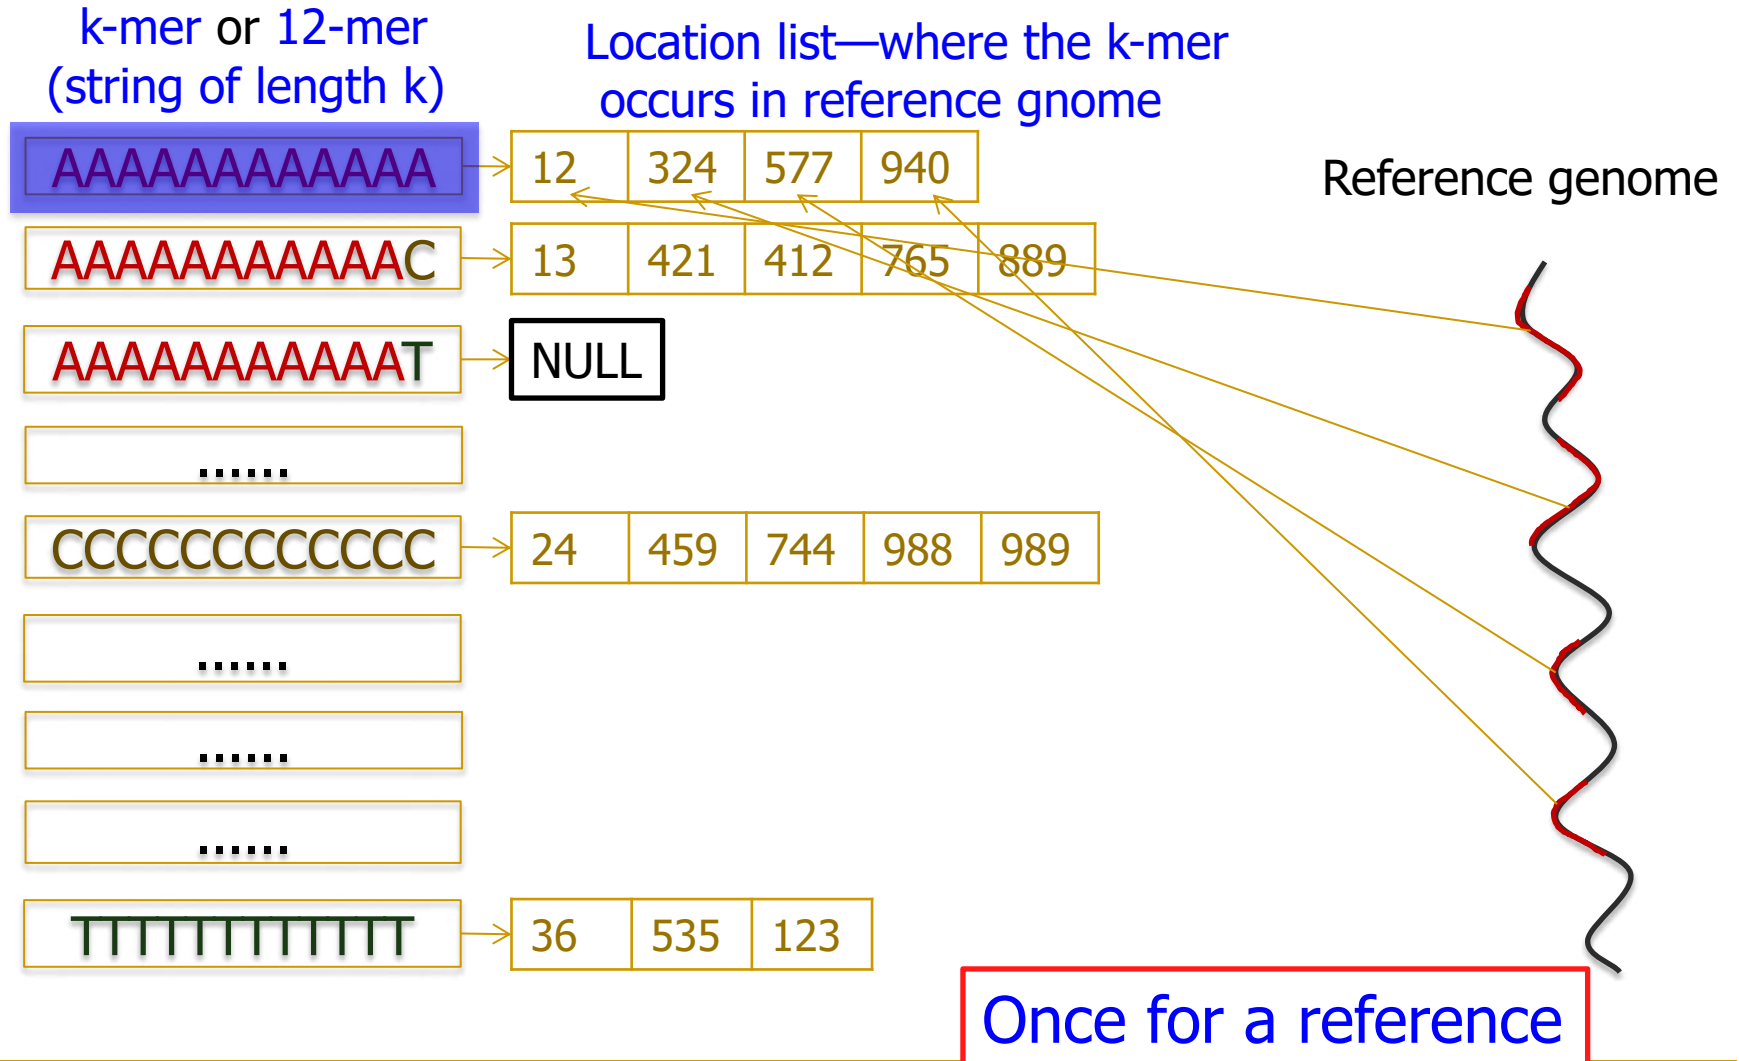 k-mer or 12-mer
(string of length k)
Location list—where the k-mer
occurs in reference gnome
Reference genome
AAAAAAAAAAAA 12 324 577 940
AAAAAAAAAAAC 13 421 412 765 889
AAAAAAAAAAAT NULL
......
CCCCCCCCCCCC 24 459 744 988 989
......
......
......
TTTTTTTTTTTT 36 535 123
Once for a reference